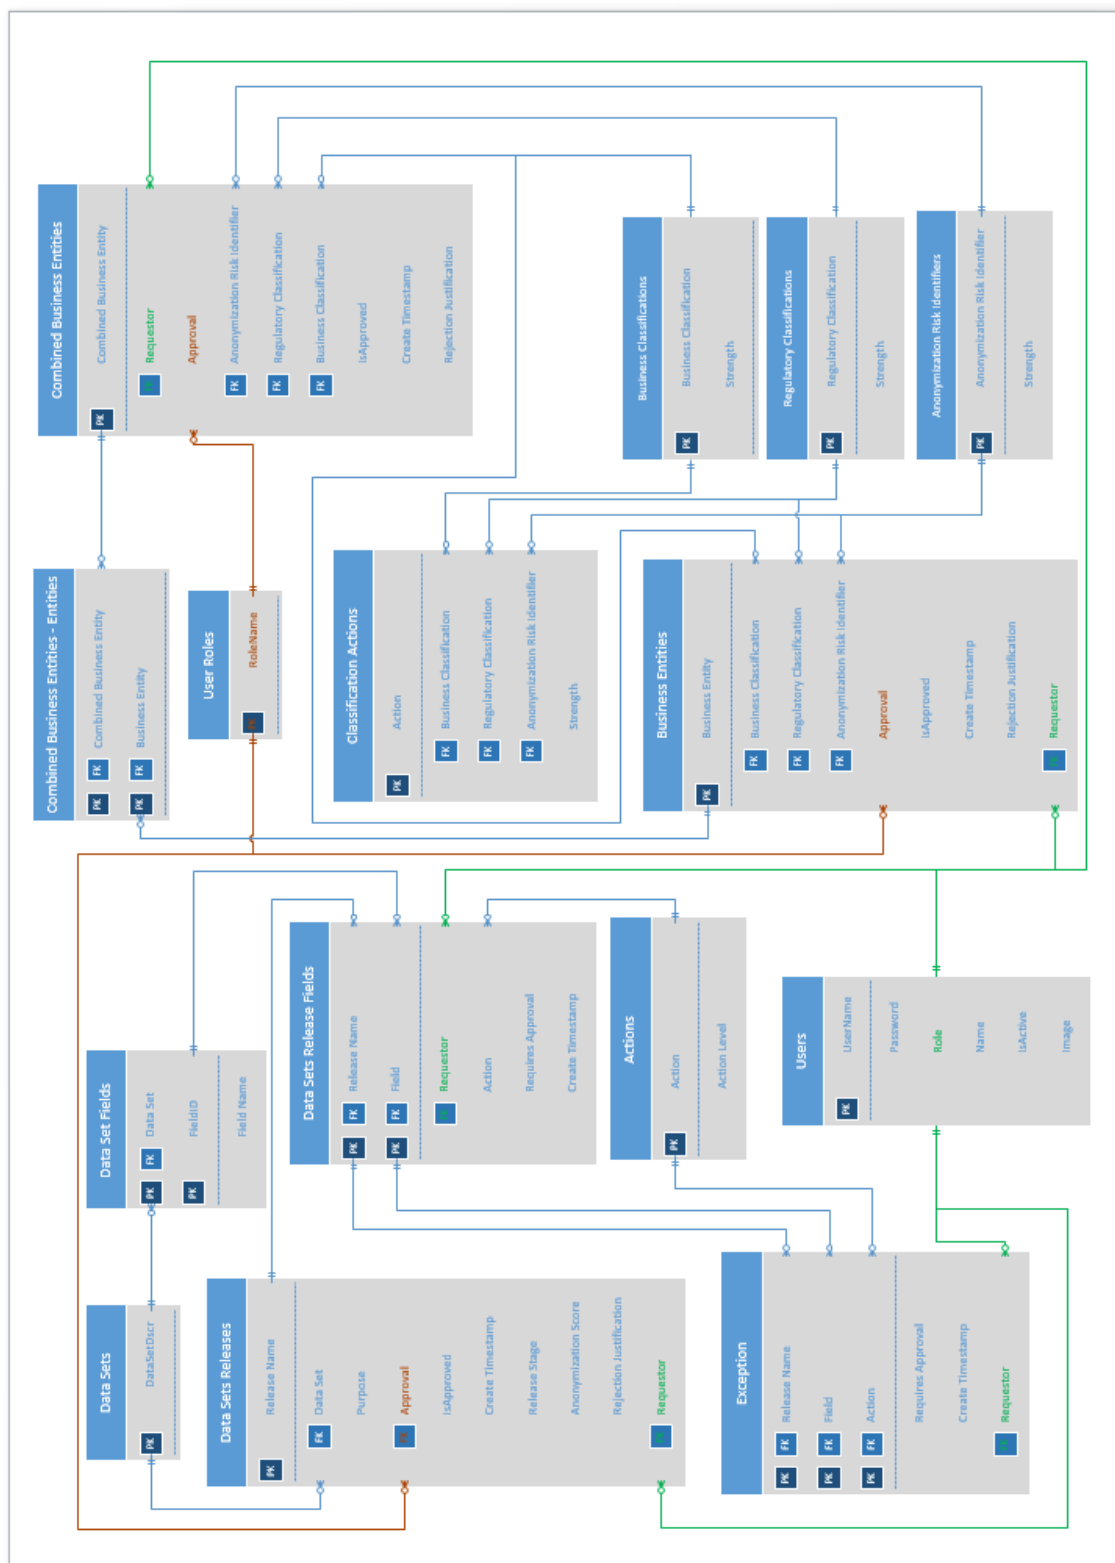 Data Sets
PK DataSetDscr
Data Set Fields
PK FK Data Set
PK FieldID
Field Name
Combined Business Entities - Entities
PK FK Combined Business Entity
PK FK Business Entity
Combined Business Entities
PK Combined Business Entity
FK Requestor
Approval
FK Anonymization Risk Identifier
FK Regulatory Classification
FK Business Classification
IsApproved
Create Timestamp
Rejection Justification
User Roles
PK RoleName
Data Sets Releases
PK Release Name
FK Data Set
Purpose
FK Approval
IsApproved
Create Timestamp
Release Stage
Anonymization Score
Rejection Justification
FK Requestor
Data Sets Release Fields
PK FK Release Name
PK FK Field
FK Requestor
Action
Requires Approval
Create Timestamp
Classification Actions
PK Action
FK Business Classification
FK Regulatory Classification
FK Anonymization Risk Identifier
Strength
Business Classifications
PK Business Classification
Strength
Regulatory Classifications
PK Regulatory Classification
Strength
Anonymization Risk Identifiers
PK Anonymization Risk Identifier
Strength
Actions
PK Action
Action Level
Business Entities
PK Business Entity
FK Business Classification
FK Regulatory Classification
FK Anonymization Risk Identifier
Approval
IsApproved
Create Timestamp
Rejection Justification
FK Requestor
Exception
PK FK Release Name
PK FK Field
PK FK Action
Requires Approval
Create Timestamp
FK Requestor
Users
PK UserName
Password
Role
Name
IsActive
Image